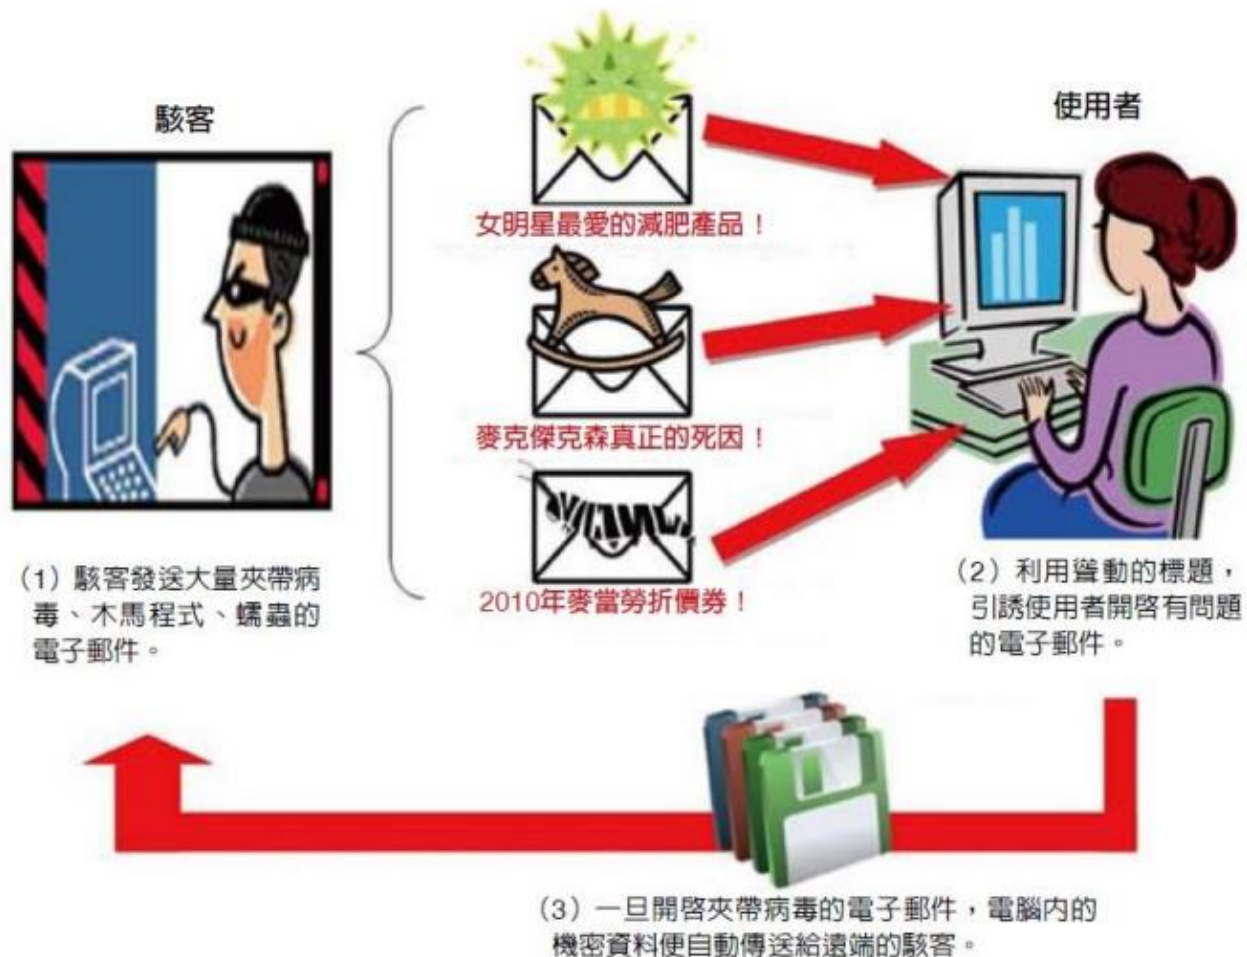 駭客
使用者
女明星最愛的減肥產品！
麥克傑克森真正的死因！
2010年麥當勞折價券！
（1）駭客發送大量夾帶病
毒、木馬程式、蠕蟲的
電子郵件。
（2）利用聳動的標題，
引誘使用者開啓有問題
的電子郵件。
（3）一旦開啓夾帶病毒的電子郵件，電腦内的
機密資料便自動傳送給遠端的駭客。